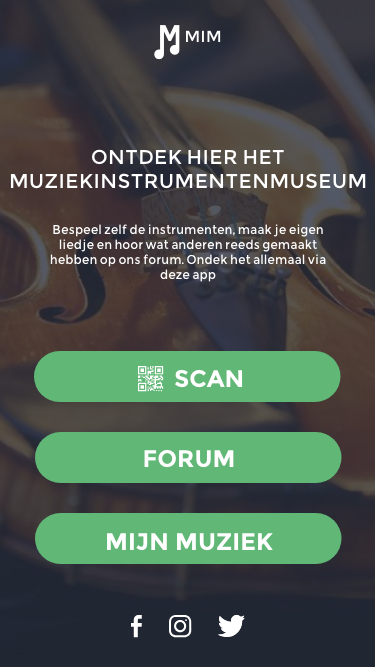 MIM
ONTDEK HIER HET
MUZIEKINSTRUMENTENMUSEUM
Bespeel zelf de instrumenten, maak je eigen
liedje en hoor wat anderen reeds gemaakt
hebben op ons forum. Ondek het allemaal via
deze app
SCAN
FORUM
MIJN MUZIEK